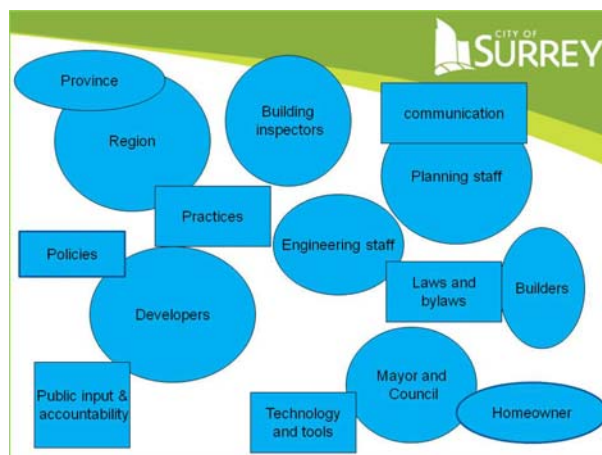 CITY OF
SURREY
Province
Region
Building
inspectors
communication
Planning staff
Practices
Engineering staff
Policies
Developers
Laws and
bylaws
Builders
Public input &
accountability
Mayor and
Council
Technology
and tools
Homeowner